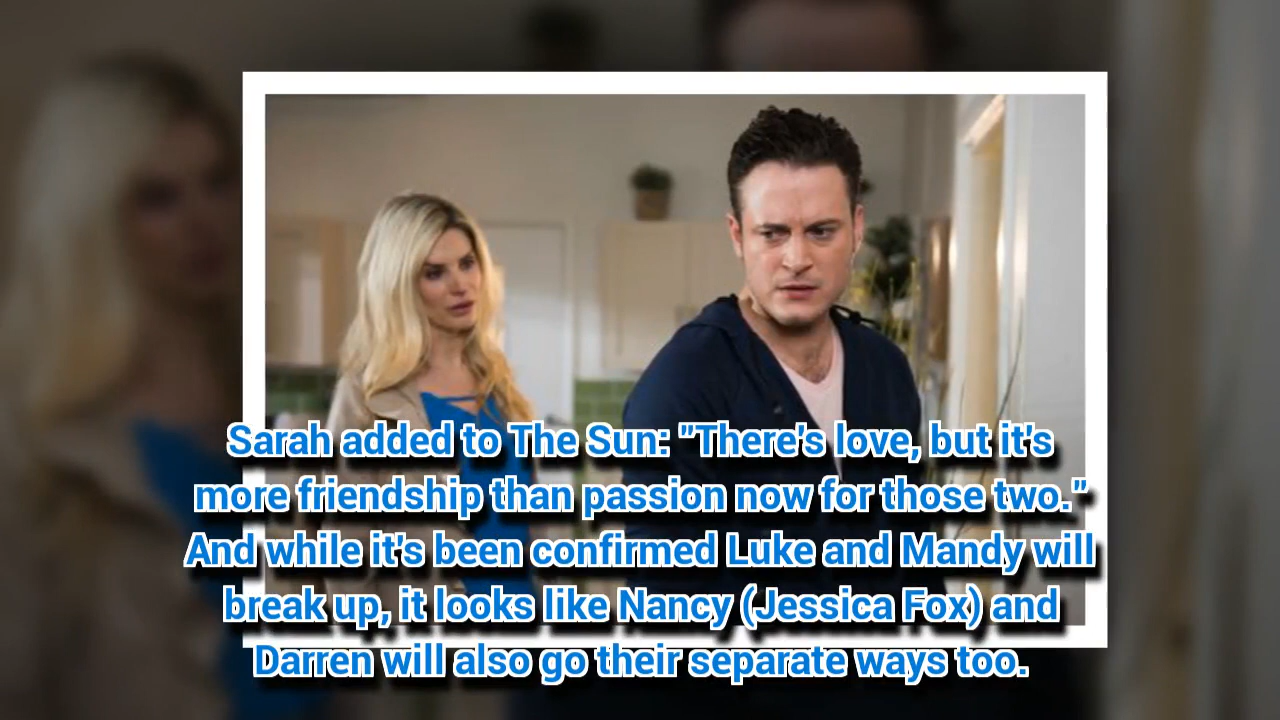 Sarah added to The Sun: "There's love, but it's
more friendship than passion now for those two."
And while it's been confirmed Luke and Mandy will
break up, it looks like Nancy (Jessica Fox) and
Darren will also go their separate ways too.